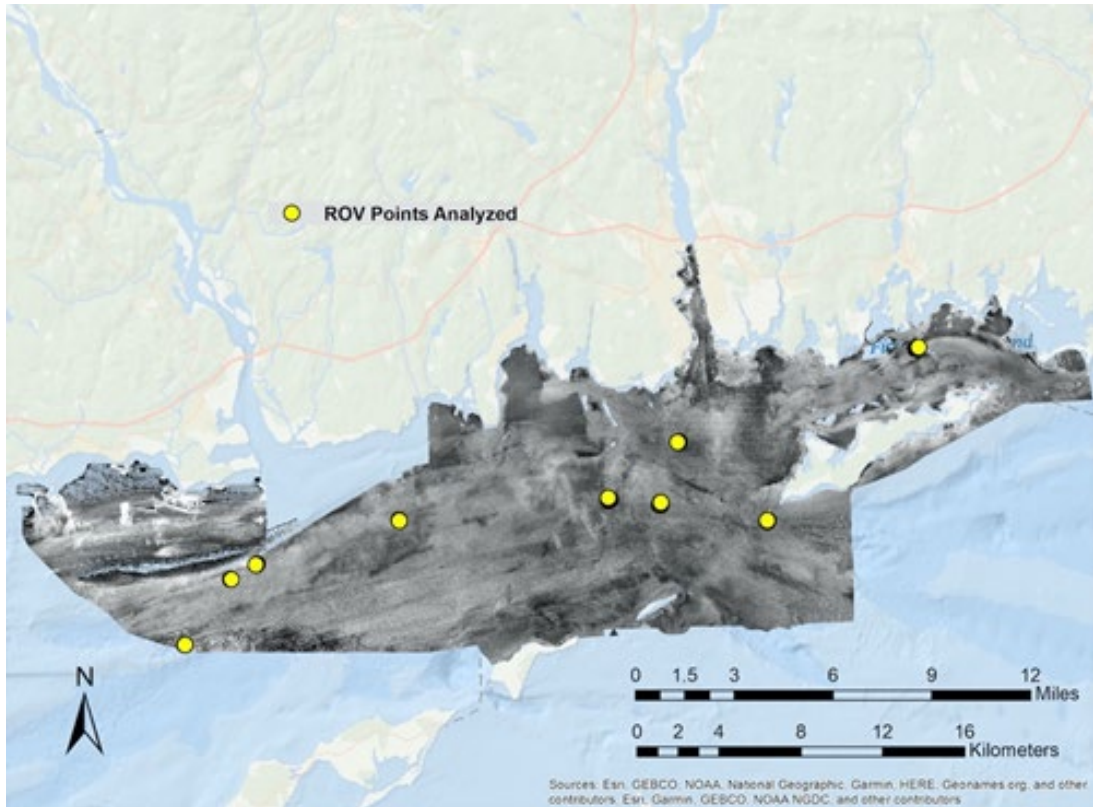 ROV Points Analyzed
nd
N
0 1.5 3 6 9 12
Miles
0 2 4 8 12 16
Kilometers
Sources: Esri, GEBCO, NOAA, National Geographic, Garmin, HERE, Geonames.org, and other
contributors, Esri, Garmin, GEBCO, NOAA NGDC, and other contributors